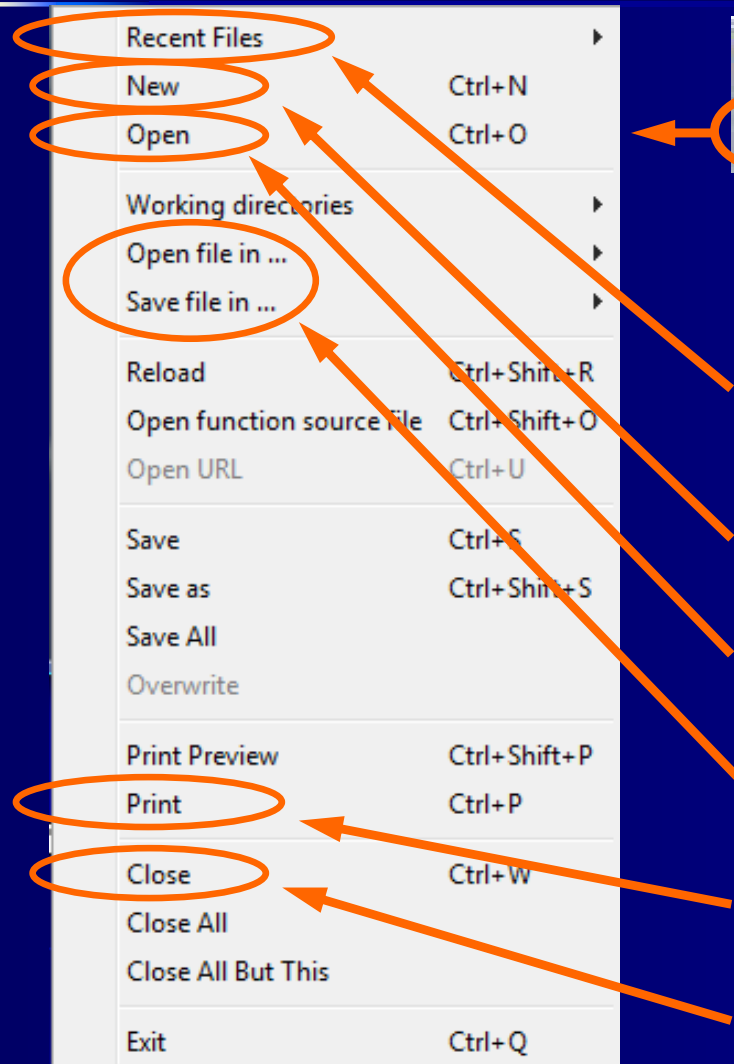 Recent Files
New Ctrl+N
Open Ctrl+O
Working directories
Open file in ...
Save file in ...
Reload Ctrl+Shift+R
Open function source file Ctrl+Shift+O
Open URL Ctrl+U
Save Ctrl+S
Save as Ctrl+Shift+S
Save All
Overwrite
Print Preview Ctrl+Shift+P
Print Ctrl+P
Close Ctrl+W
Close All
Close All But This
Exit Ctrl+Q